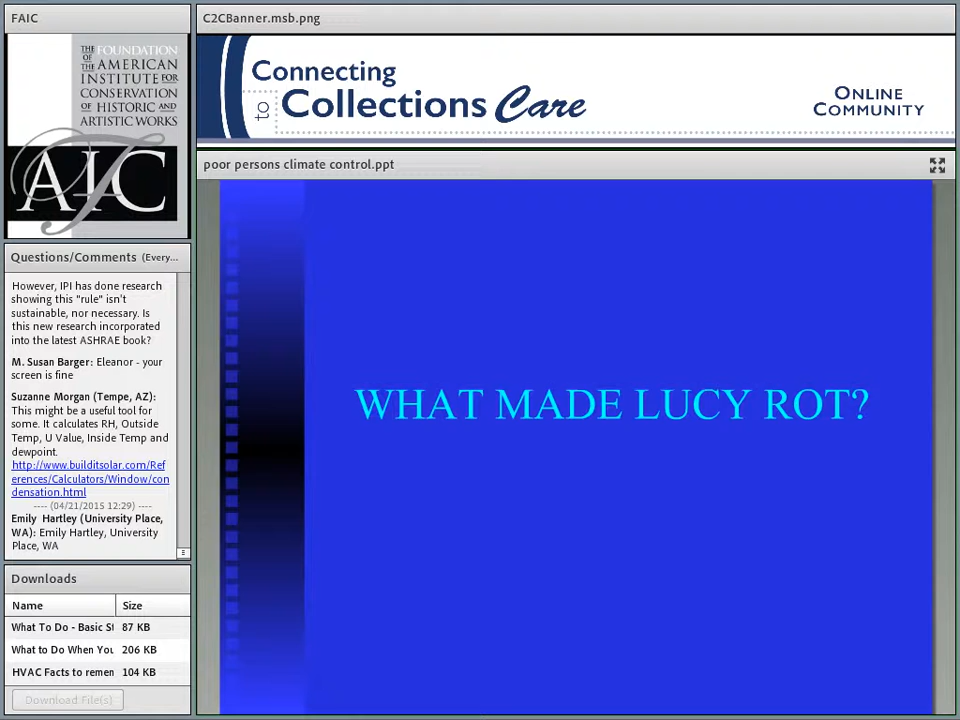 FAIC
THE FOUNDATION
OF THE AMERICAN
INSTITUTE FOR
CONSERVATION
OF HISTORIC AND
ARTISTIC WORKS
AIC
C2CBanner.msb.png
Connecting
to Collections Care
ONLINE
COMMUNITY
poor persons climate control.ppt
WHAT MADE LUCY ROT?
Questions/Comments (Every...
However, IPI has done research
showing this "rule" isn't
sustainable, nor necessary. Is
this new research incorporated
into the latest ASHRAE book?
M. Susan Barger: Eleanor - your
screen is fine
Suzanne Morgan (Tempe, AZ):
This might be a useful tool for
some. It calculates RH, Outside
Temp, U Value, Inside Temp and
dewpoint.
http://www.builditsolar.com/Ref
erences/Calculators/Window/con
densation.html
---- (04/21/2015 12:29) ----
Emily Hartley (University Place,
WA): Emily Hartley, University
Place, WA
Downloads
Name Size
What To Do - Basic St 87 KB
What to Do When You 206 KB
HVAC Facts to remen 104 KB
Download File(s)